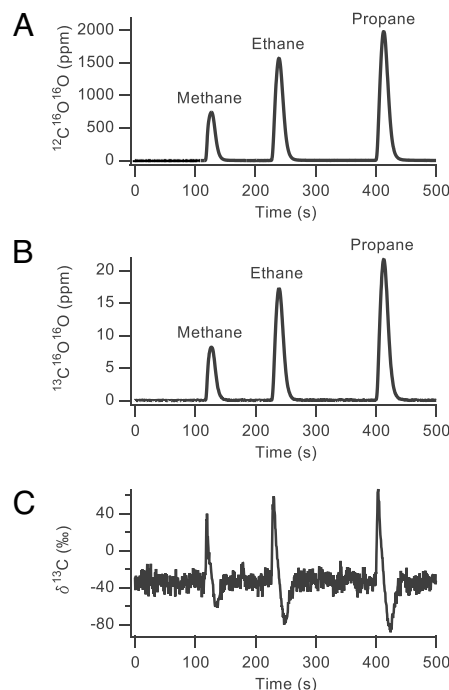 A
¹²C¹⁶O¹⁶O (ppm)
2000
1500
1000
500
0
Methane
Ethane
Propane
0 100 200 300 400 500
Time (s)
B
¹³C¹⁶O¹⁶O (ppm)
20
15
10
5
0
Methane
Ethane
Propane
0 100 200 300 400 500
Time (s)
C
δ¹³C (‰)
40
0
-40
-80
0 100 200 300 400 500
Time (s)